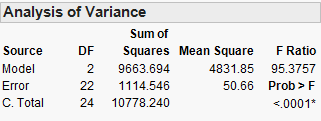 Analysis of Variance
Sum of
Source DF Squares Mean Square F Ratio
Model 2 9663.694 4831.85 95.3757
Error 22 1114.546 50.66 Prob > F
C. Total 24 10778.240 <.0001*